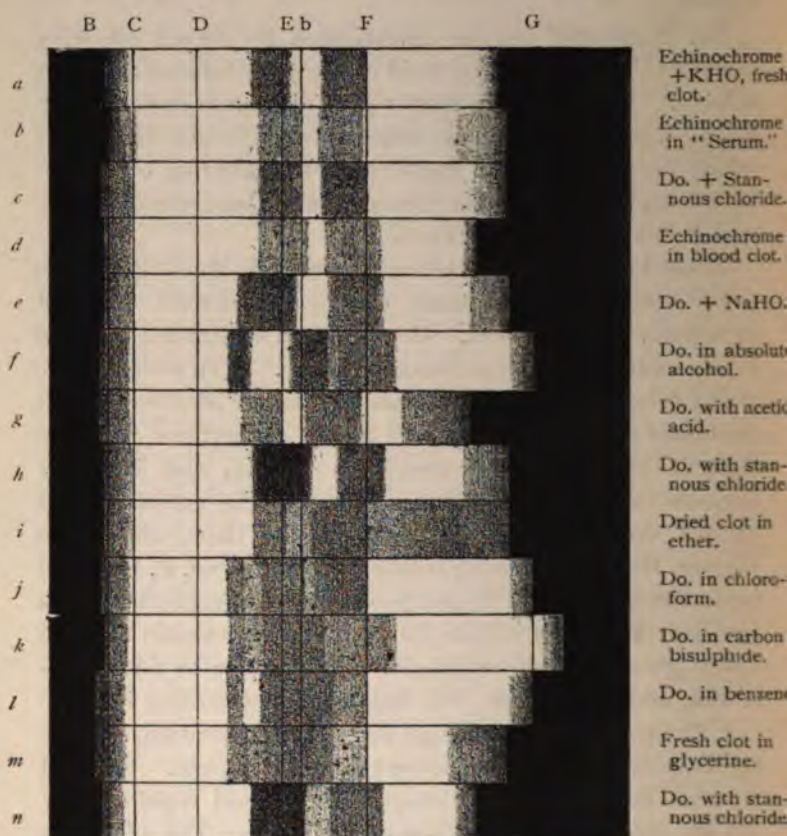 B C D E b F G
a
Echinochrome
+KHO, fresh
clot.
b
Echinochrome
in "Serum."
c
Do. + Stan-
nous chloride.
d
Echinochrome
in blood clot.
e
Do. + NaHO.
f
Do. in absolute
alcohol.
g
Do. with acetic
acid.
h
Do. with stan-
nous chloride
i
Dried clot in
ether.
j
Do. in chloro-
form.
k
Do. in carbon
bisulphide.
l
Do. in benzene
m
Fresh clot in
glycerine.
n
Do. with stan-
nous chloride